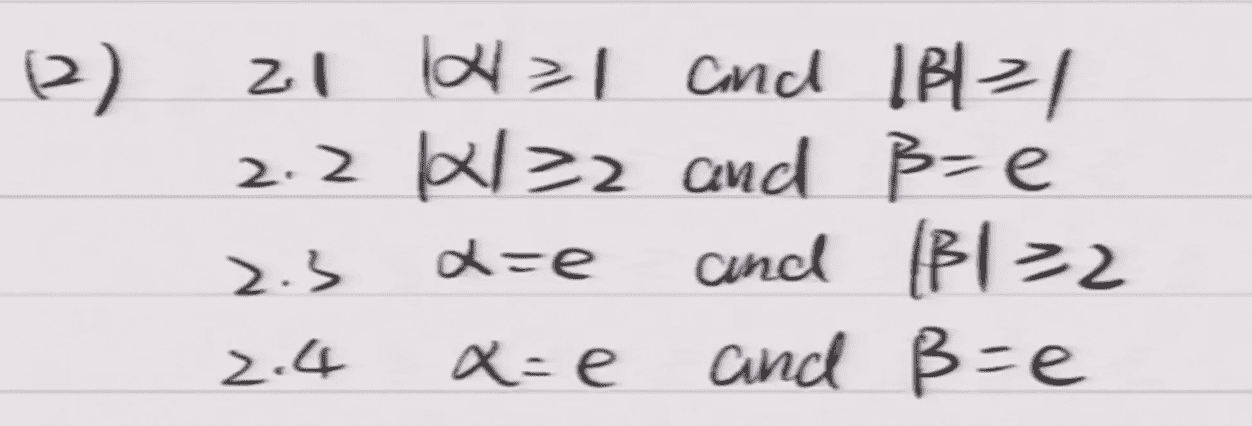 (2) 2.1 |α| ≥ 1 and |β| ≥ 1
2.2 |α| ≥ 2 and β = e
2.3 α = e and |β| ≥ 2
2.4 α = e and β = e